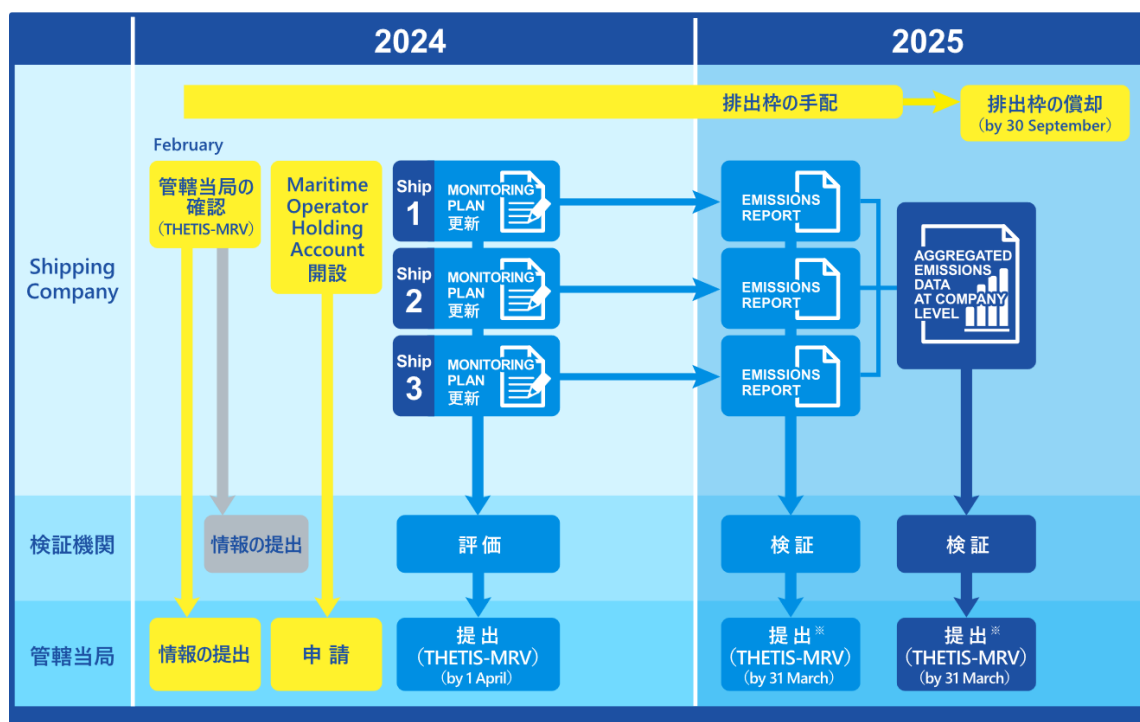 2024
2025
排出枠の手配
排出枠の償却
(by 30 September)
February
Shipping
Company
管轄当局の
確認
(THETIS-MRV)
Maritime
Operator
Holding
Account
開設
Ship
1
MONITORING
PLAN
更新
EMISSIONS
REPORT
Ship
2
MONITORING
PLAN
更新
EMISSIONS
REPORT
Ship
3
MONITORING
PLAN
更新
EMISSIONS
REPORT
AGGREGATED
EMISSIONS
DATA
AT COMPANY
LEVEL
検証機関
情報の提出
評 価
検 証
検 証
管轄当局
情報の提出
申 請
提 出
(THETIS-MRV)
(by 1 April)
提 出※
(THETIS-MRV)
(by 31 March)
提 出※
(THETIS-MRV)
(by 31 March)